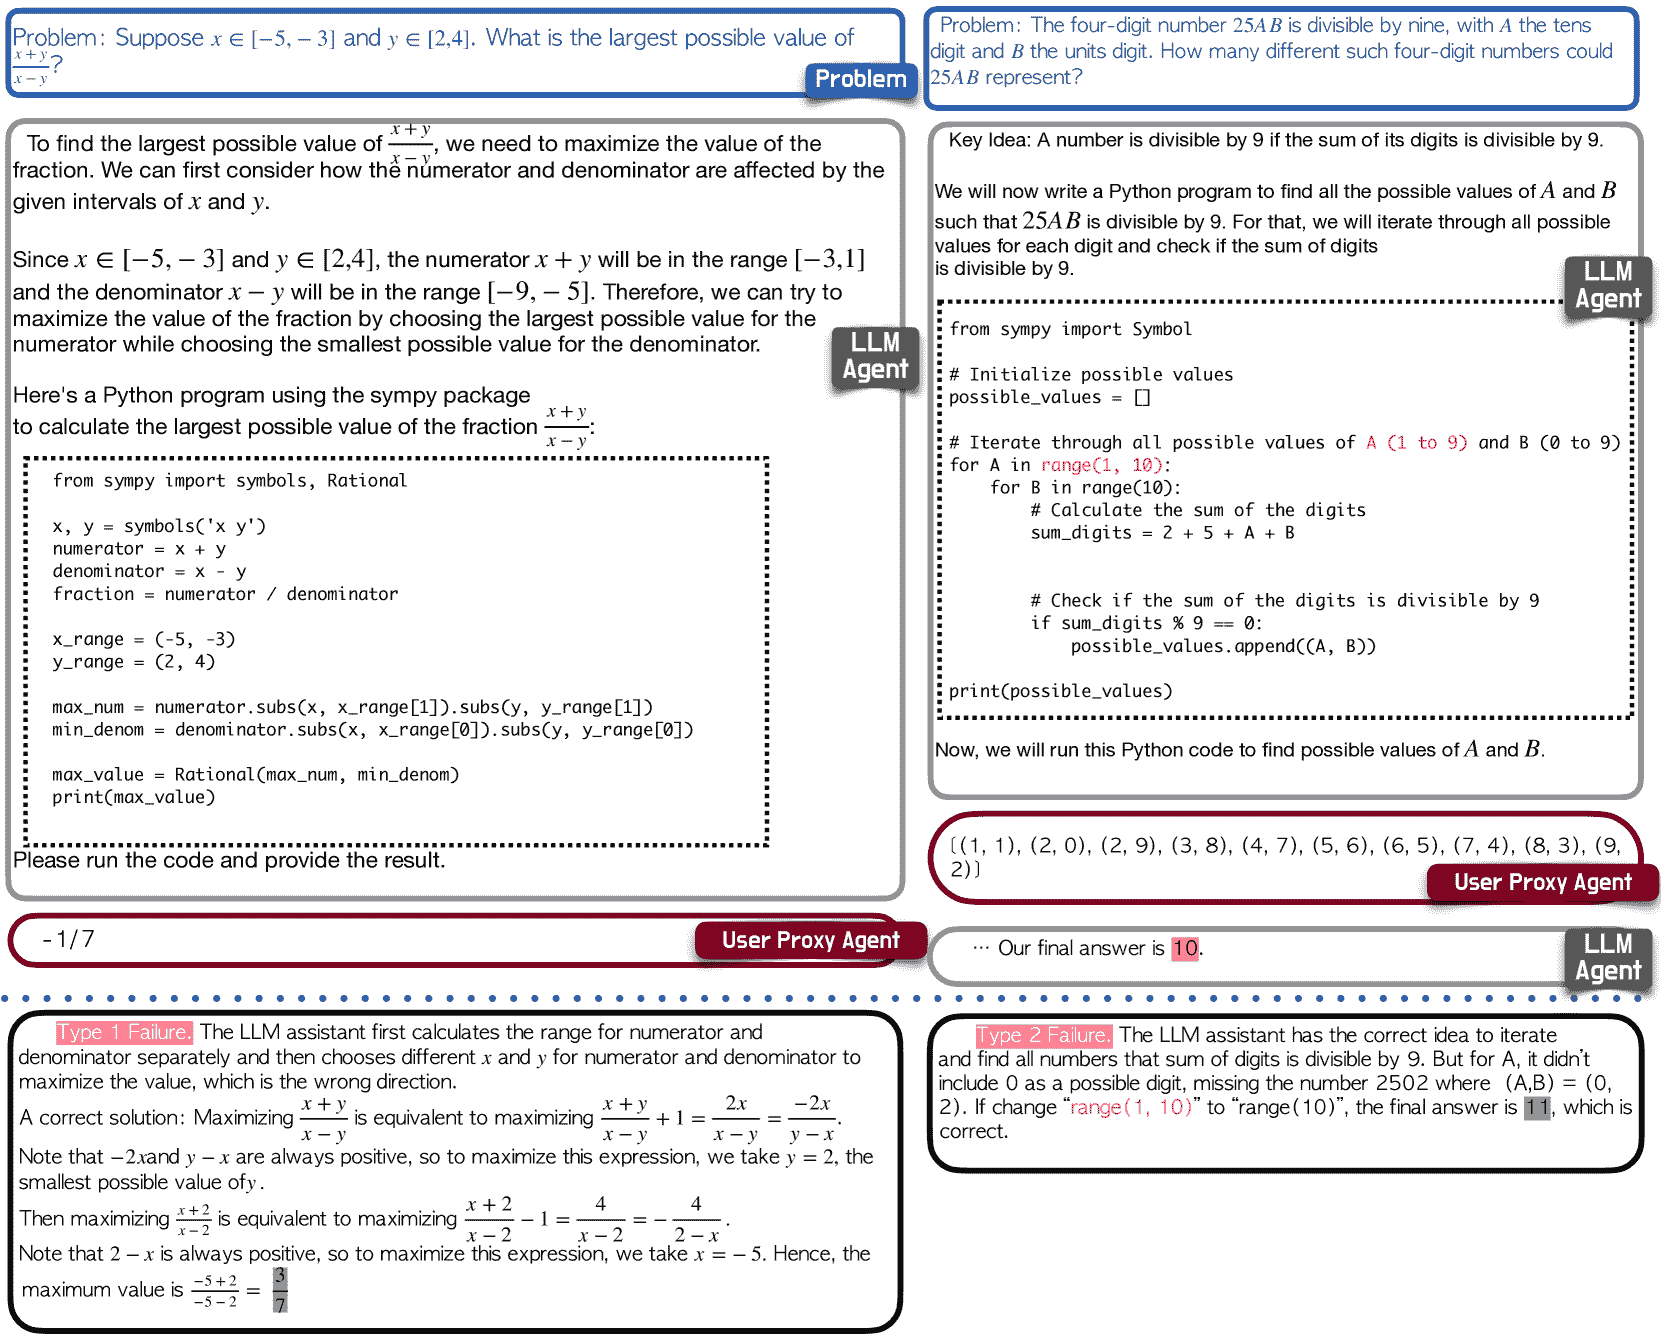 Problem: Suppose x ∈ [−5, − 3] and y ∈ [2,4]. What is the largest possible value of
x + y / x − y ?
Problem
To find the largest possible value of x + y / x − y, we need to maximize the value of the
fraction. We can first consider how the numerator and denominator are affected by the
given intervals of x and y.
Since x ∈ [−5, − 3] and y ∈ [2,4], the numerator x + y will be in the range [−3,1]
and the denominator x − y will be in the range [−9, − 5]. Therefore, we can try to
maximize the value of the fraction by choosing the largest possible value for the
numerator while choosing the smallest possible value for the denominator.
LLM
Agent
Here's a Python program using the sympy package
to calculate the largest possible value of the fraction x + y / x − y:
from sympy import symbols, Rational
x, y = symbols('x y')
numerator = x + y
denominator = x - y
fraction = numerator / denominator
x_range = (-5, -3)
y_range = (2, 4)
max_num = numerator.subs(x, x_range[1]).subs(y, y_range[1])
min_denom = denominator.subs(x, x_range[0]).subs(y, y_range[0])
max_value = Rational(max_num, min_denom)
print(max_value)
Please run the code and provide the result.
-1/7
User Proxy Agent
Type 1 Failure. The LLM assistant first calculates the range for numerator and
denominator separately and then chooses different x and y for numerator and denominator to
maximize the value, which is the wrong direction.
A correct solution: Maximizing x + y / x − y is equivalent to maximizing x + y / x − y + 1 = 2x / x − y = −2x / y − x.
Note that −2xand y − x are always positive, so to maximize this expression, we take y = 2, the
smallest possible value ofy.
Then maximizing x + 2 / x − 2 is equivalent to maximizing x + 2 / x − 2 − 1 = 4 / x − 2 = − 4 / 2 − x.
Note that 2 − x is always positive, so to maximize this expression, we take x = − 5. Hence, the
maximum value is −5 + 2 / −5 − 2 = 3 / 7
Problem: The four-digit number 25AB is divisible by nine, with A the tens
digit and B the units digit. How many different such four-digit numbers could
25AB represent?
Key Idea: A number is divisible by 9 if the sum of its digits is divisible by 9.
We will now write a Python program to find all the possible values of A and B
such that 25AB is divisible by 9. For that, we will iterate through all possible
values for each digit and check if the sum of digits
is divisible by 9.
LLM
Agent
from sympy import Symbol
# Initialize possible values
possible_values = []
# Iterate through all possible values of A (1 to 9) and B (0 to 9)
for A in range(1, 10):
for B in range(10):
# Calculate the sum of the digits
sum_digits = 2 + 5 + A + B
# Check if the sum of the digits is divisible by 9
if sum_digits % 9 == 0:
possible_values.append((A, B))
print(possible_values)
Now, we will run this Python code to find possible values of A and B.
[(1, 1), (2, 0), (2, 9), (3, 8), (4, 7), (5, 6), (6, 5), (7, 4), (8, 3), (9,
2)]
User Proxy Agent
··· Our final answer is 10.
LLM
Agent
Type 2 Failure. The LLM assistant has the correct idea to iterate
and find all numbers that sum of digits is divisible by 9. But for A, it didn't
include 0 as a possible digit, missing the number 2502 where (A,B) = (0,
2). If change “range(1, 10)” to “range(10)”, the final answer is 11, which is
correct.